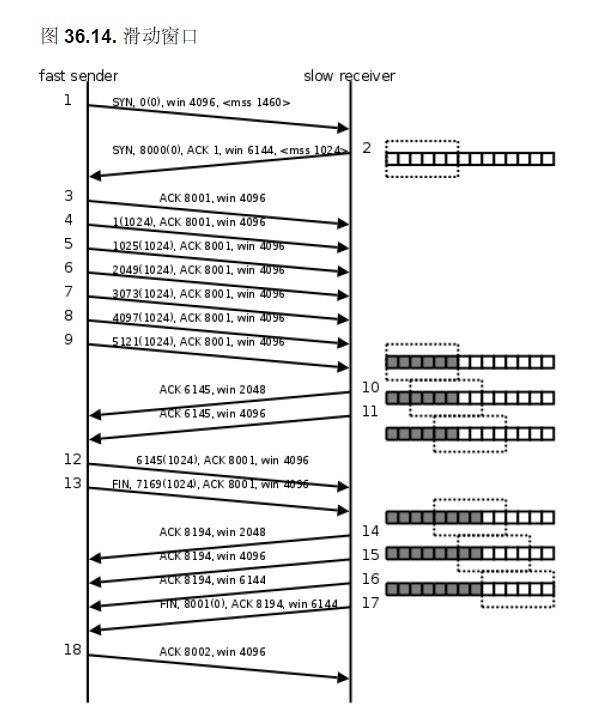 图 36.14. 滑动窗口
fast sender slow receiver
1 SYN, 0(0), win 4096, <mss 1460>
SYN, 8000(0), ACK 1, win 6144, <mss 1024> 2
3 ACK 8001, win 4096
4 1(1024), ACK 8001, win 4096
5 1025(1024), ACK 8001, win 4096
6 2049(1024), ACK 8001, win 4096
7 3073(1024), ACK 8001, win 4096
8 4097(1024), ACK 8001, win 4096
9 5121(1024), ACK 8001, win 4096
ACK 6145, win 2048 10
ACK 6145, win 4096 11
12 6145(1024), ACK 8001, win 4096
13 FIN, 7169(1024), ACK 8001, win 4096
ACK 8194, win 2048 14
ACK 8194, win 4096 15
ACK 8194, win 6144 16
FIN, 8001(0), ACK 8194, win 6144 17
18 ACK 8002, win 4096